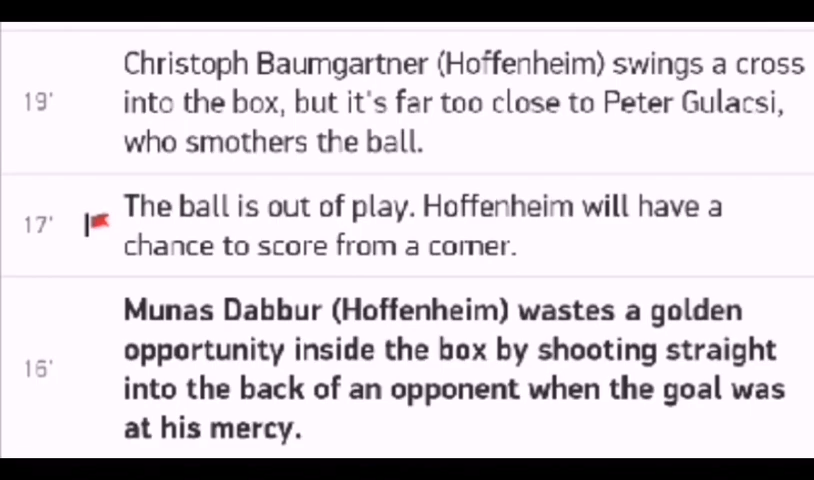 19'
Christoph Baumgartner (Hoffenheim) swings a cross
into the box, but it's far too close to Peter Gulacsi,
who smothers the ball.
17'
The ball is out of play. Hoffenheim will have a
chance to score from a corner.
16'
Munas Dabbur (Hoffenheim) wastes a golden
opportunity inside the box by shooting straight
into the back of an opponent when the goal was
at his mercy.